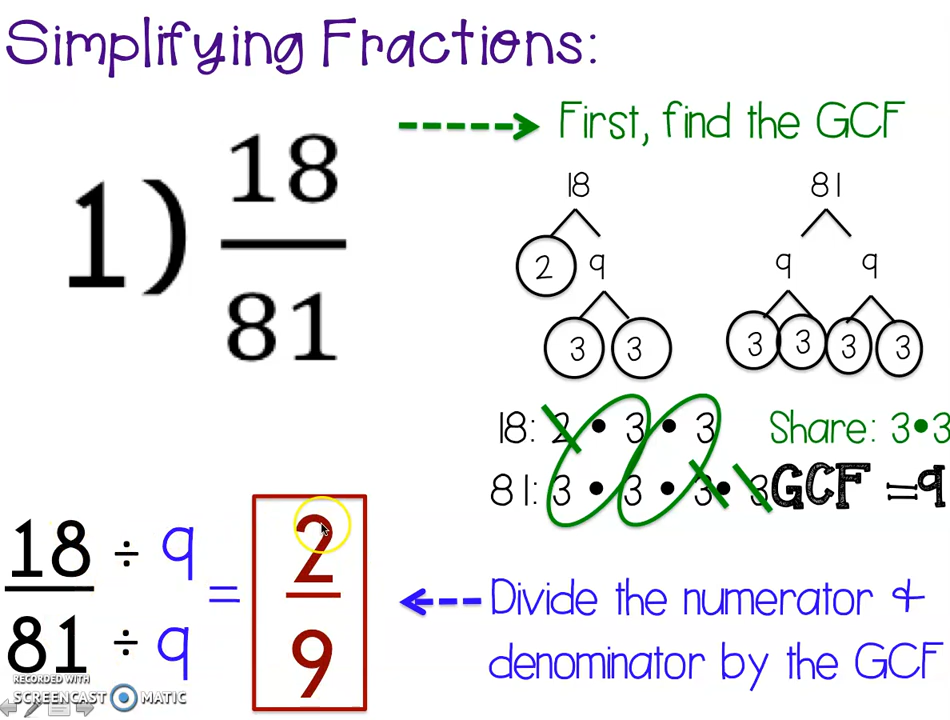 Simplifying Fractions:
First, find the GCF
1) 18
81
18 81
2 9 9 9
3 3 3 3 3 3
18: 2 • 3 • 3
81: 3 • 3 • 3 • 3
Share: 3•3
GCF = 9
18 ÷ 9
81 ÷ 9
=
2
9
Divide the numerator &
denominator by the GCF
RECORDED WITH
SCREENCAST MATIC